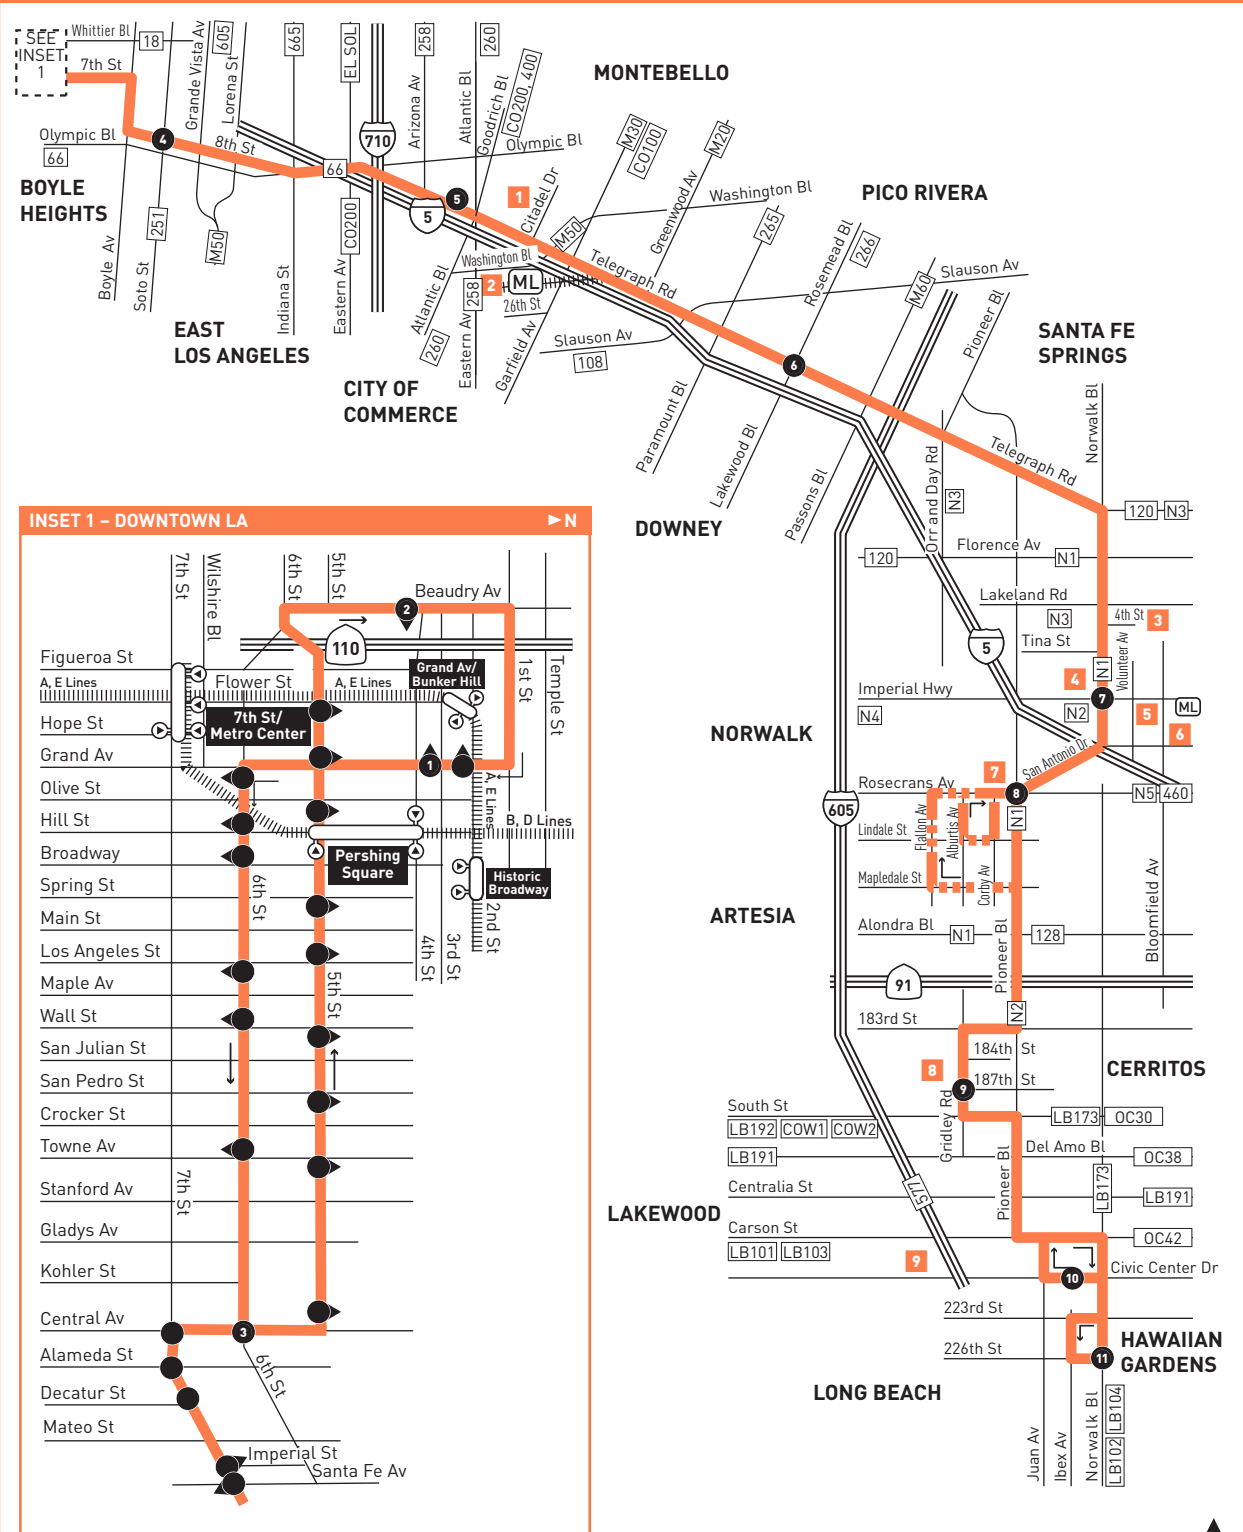 SEE
INSET
1
Whittier Bl
18
7th St
Olympic Bl
66
BOYLE
HEIGHTS
4
251
Grande Vista Av
605
Lorena St
8th St
M50
Boyle Av
Soto St
665
Indiana St
EL SOL
66
CO200
Eastern Av
710
258
Arizona Av
260
Atlantic Bl
Goodrich Bl
CO200, 400
Olympic Bl
5
5
1
Citadel Dr
MONTEBELLO
M30
CO100
M20
Greenwood Av
Washington Bl
M50
265
Telegraph Rd
Washington Bl
2
ML
258
26th St
Atlantic Bl
260
Eastern Av
Garfield Av
Slauson Av
108
EAST
LOS ANGELES
CITY OF
COMMERCE
PICO RIVERA
Rosemead Bl
266
M60
Slauson Av
Pioneer Bl
6
Paramount Bl
Lakewood Bl
Passons Bl
DOWNEY
SANTA FE
SPRINGS
Norwalk Bl
Telegraph Rd
Orr and Day Rd
N3
120
N3
120
Florence Av
N1
Lakeland Rd
N3
4th St
3
5
Tina St
N1
Volunteer Av
4
Imperial Hwy
7
N4
N2
5
ML
6
San Antonio Dr
NORWALK
7
Rosecrans Av
8
N5
460
605
Flallon Av
Alburtis Av
N1
Lindale St
Mapledale St
Corby Av
ARTESIA
Alondra Bl
N1
128
Pioneer Bl
Bloomfield Av
91
N2
183rd St
184th St
8
9
187th St
CERRITOS
South St
LB173
OC30
LB192
COW1
COW2
Gridley Rd
LB191
Del Amo Bl
OC38
Pioneer Bl
LB173
Centralia St
577
LB191
LAKEWOOD
Carson St
OC42
LB101
LB103
9
10
Civic Center Dr
223rd St
226th St
11
HAWAIIAN
GARDENS
LONG BEACH
Juan Av
Ibex Av
Norwalk Bl
LB102
LB104
INSET 1 – DOWNTOWN LA
N
7th St
Wilshire Bl
6th St
5th St
Beaudry Av
2
110
1st St
Temple St
Figueroa St
A, E Lines
Flower St
A, E Lines
Grand Av/
Bunker Hill
Hope St
7th St/
Metro Center
Grand Av
1
Olive St
A, E Lines
Hill St
B, D Lines
Broadway
Pershing
Square
Historic
Broadway
Spring St
6th St
2nd St
Main St
4th St
3rd St
Los Angeles St
Maple Av
5th St
Wall St
San Julian St
San Pedro St
Crocker St
Towne Av
7th St
Stanford Av
Gladys Av
Kohler St
Central Av
3
Alameda St
6th St
Decatur St
Mateo St
Imperial St
Santa Fe Av